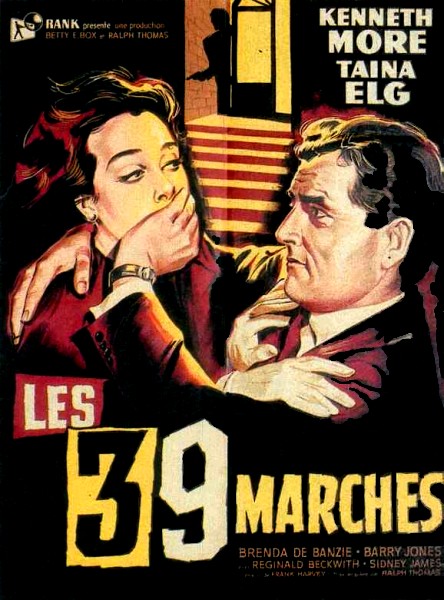 RANK présente une production
BETTY E. BOX et RALPH THOMAS
KENNETH
MORE
TAINA
ELG
LES
39 MARCHES
BRENDA DE BANZIE • BARRY JONES
REGINALD BECKWITH • SIDNEY JAMES
FRANK HARVEY RALPH THOMAS